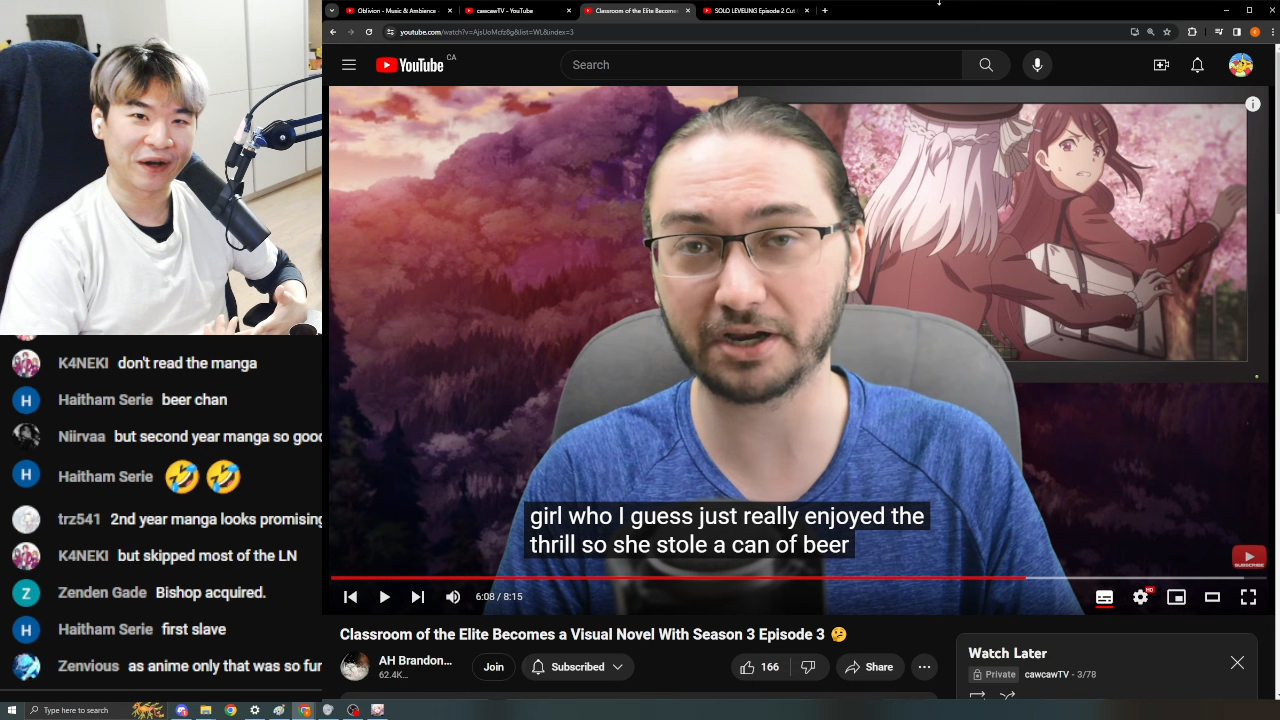 Oblivion - Music & Ambience -
cawcawTV - YouTube
Classroom of the Elite Becomes
SOLO LEVELING Episode 2 Cut
youtube.com/watch?v=AjsUoMcfz8g&list=WL&index=3
YouTube CA
Search
K4NEKI don't read the manga
Haitham Serie beer chan
Niirvaa but second year manga so good
Haitham Serie 🤣 🤣
trz541 2nd year manga looks promising
K4NEKI but skipped most of the LN
Zenden Gade Bishop acquired.
Haitham Serie first slave
Zenvious as anime only that was so fun
girl who I guess just really enjoyed the
thrill so she stole a can of beer
SUBSCRIBE
6:08 / 8:15
HD
Classroom of the Elite Becomes a Visual Novel With Season 3 Episode 3 🤔
AH Brandon...
62.4K...
Join
Subscribed
166
Share
Watch Later
Private
cawcawTV - 3/78
Type here to search